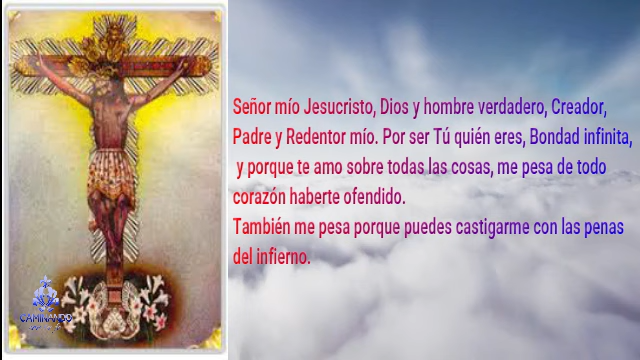 Señor mío Jesucristo, Dios y hombre verdadero, Creador,
Padre y Redentor mío. Por ser Tú quién eres, Bondad infinita,
y porque te amo sobre todas las cosas, me pesa de todo
corazón haberte ofendido.
También me pesa porque puedes castigarme con las penas
del infierno.
CAMINANDO